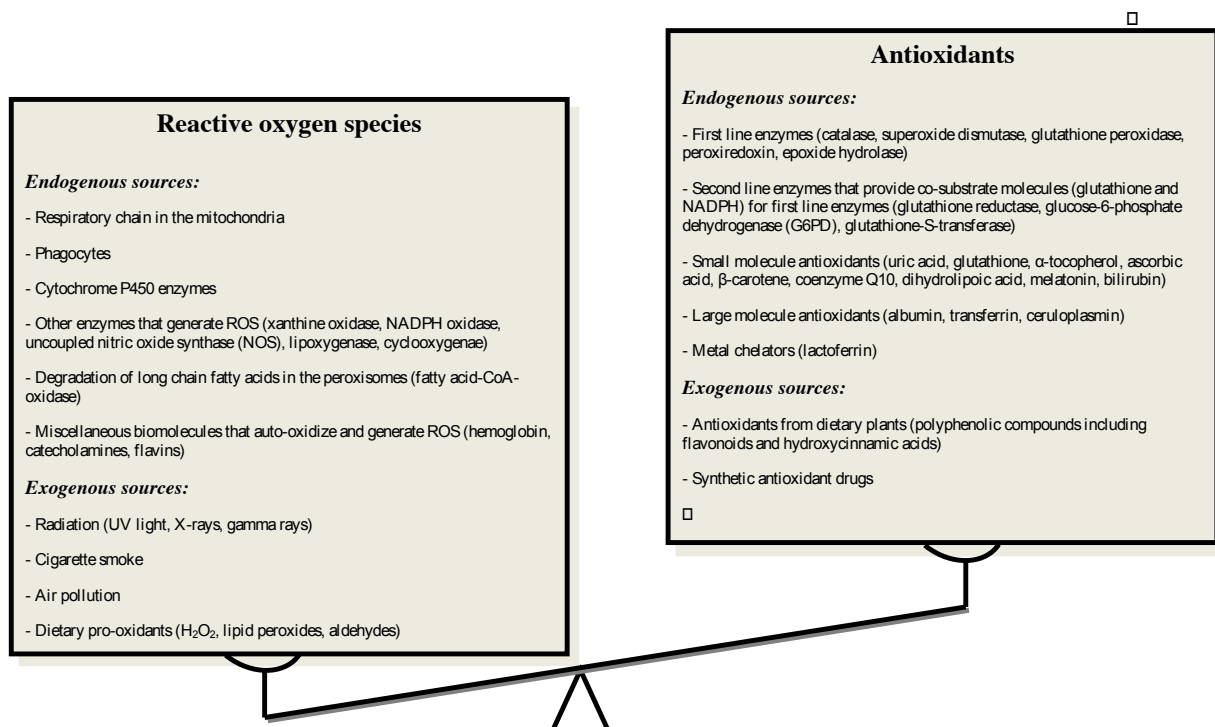 Reactive oxygen species
Endogenous sources:
- Respiratory chain in the mitochondria
- Phagocytes
- Cytochrome P450 enzymes
- Other enzymes that generate ROS (xanthine oxidase, NADPH oxidase,
uncoupled nitric oxide synthase (NOS), lipoxygenase, cyclooxygenae)
- Degradation of long chain fatty acids in the peroxisomes (fatty acid-CoA-
oxidase)
- Miscellaneous biomolecules that auto-oxidize and generate ROS (hemoglobin,
catecholamines, flavins)
Exogenous sources:
- Radiation (UV light, X-rays, gamma rays)
- Cigarette smoke
- Air pollution
- Dietary pro-oxidants (H₂O₂, lipid peroxides, aldehydes)
Antioxidants
Endogenous sources:
- First line enzymes (catalase, superoxide dismutase, glutathione peroxidase,
peroxiredoxin, epoxide hydrolase)
- Second line enzymes that provide co-substrate molecules (glutathione and
NADPH) for first line enzymes (glutathione reductase, glucose-6-phosphate
dehydrogenase (G6PD), glutathione-S-transferase)
- Small molecule antioxidants (uric acid, glutathione, α-tocopherol, ascorbic
acid, β-carotene, coenzyme Q10, dihydrolipoic acid, melatonin, bilirubin)
- Large molecule antioxidants (albumin, transferrin, ceruloplasmin)
- Metal chelators (lactoferrin)
Exogenous sources:
- Antioxidants from dietary plants (polyphenolic compounds including
flavonoids and hydroxycinnamic acids)
- Synthetic antioxidant drugs